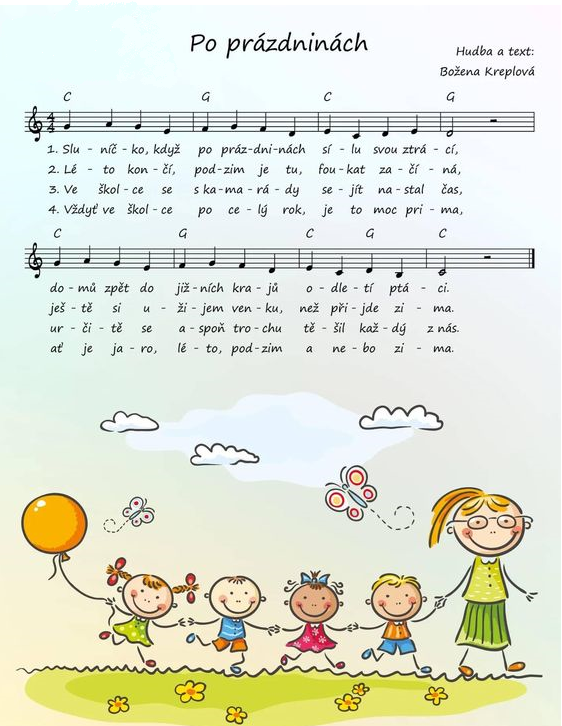 Po prázdninách
Hudba a text:
Božena Kreplová
C G C G
4
4
1. Slu - níč - ko, když po práz - dni - nách sí - lu svou ztrá - cí,
2. Lé - to kon - čí, pod - zim je tu, fou - kat za - čí - ná,
3. Ve škol - ce se s ka - ma - rá - dy se - jít na - stal čas,
4. Vždyť ve škol - ce po ce - lý rok, je to moc pri - ma,
C G C G C
do - mů zpět do již - ních kra - jů o - dle - tí ptá - ci.
ješ - tě si u - ži - jem ven - ku, než při - jde zi - ma.
ur - či - tě se a - spoň tro - chu tě - šil kaž - dý z nás.
ať je ja - ro, lé - to, pod - zim a ne - bo zi - ma.